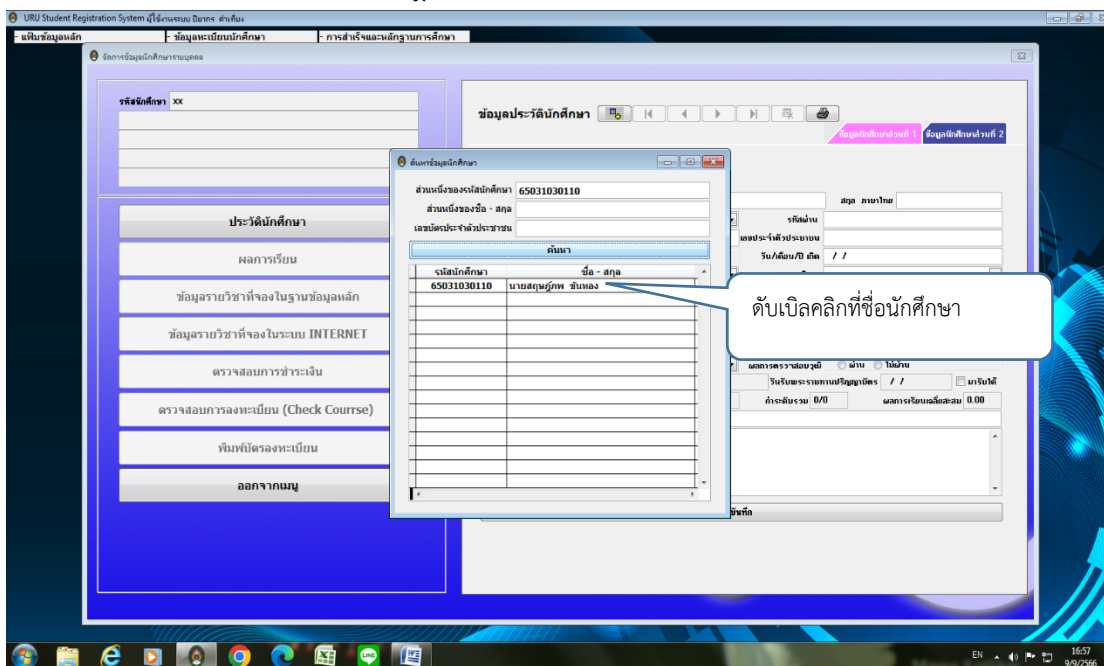 URU Student Registration System ผู้ใช้งานระบบ ปิยากร คำเคียง
- แฟ้มข้อมูลหลัก
- ข้อมูลทะเบียนนักศึกษา
- การสำเร็จและหลักฐานการศึกษา
จัดการข้อมูลนักศึกษารายบุคคล
รหัสนักศึกษา xx
ข้อมูลประวัตินักศึกษา
ข้อมูลนักศึกษาส่วนที่ 1
ข้อมูลนักศึกษาส่วนที่ 2
ประวัตินักศึกษา
ผลการเรียน
ข้อมูลรายวิชาที่จองในฐานข้อมูลหลัก
ข้อมูลรายวิชาที่จองในระบบ INTERNET
ตรวจสอบการชำระเงิน
ตรวจสอบการลงทะเบียน (Check Courrse)
พิมพ์บัตรลงทะเบียน
ออกจากเมนู
ค้นหาข้อมูลนักศึกษา
ส่วนหนึ่งของรหัสนักศึกษา 65031030110
ส่วนหนึ่งของชื่อ - สกุล
เลขบัตรประจำตัวประชาชน
ค้นหา
รหัสนักศึกษา ชื่อ - สกุล
65031030110 นายสฤษฎ์ภพ ขันทอง
ดับเบิลคลิกที่ชื่อนักศึกษา
สกุล ภาษาไทย
รหัสผ่าน
เลขประจำตัวประชาชน
วัน/เดือน/ปี เกิด / /
ผลการตรวจสอบวุฒิ ผ่าน ไม่ผ่าน
วันรับพระราชทานปริญญาบัตร / / มารับได้
ค่าระดับรวม 0/0 ผลการเรียนเฉลี่ยสะสม 0.00
บันทึก
EN
16:57
9/9/2566